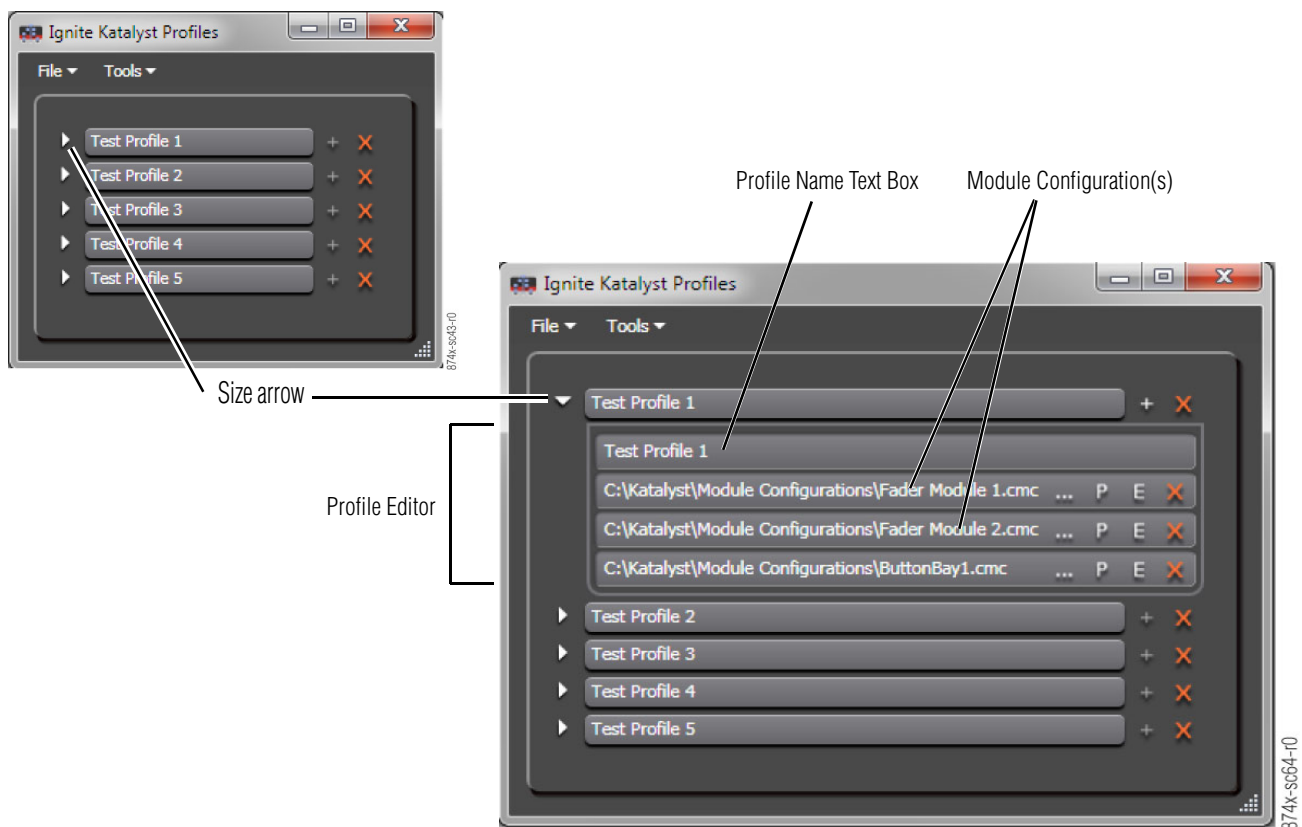 Ignite Katalyst Profiles
File Tools
Test Profile 1 + X
Test Profile 2 + X
Test Profile 3 + X
Test Profile 4 + X
Test Profile 5 + X
874x-sc43-r0
Size arrow
Profile Name Text Box
Module Configuration(s)
Profile Editor
Ignite Katalyst Profiles
File Tools
Test Profile 1 + X
Test Profile 1
C:\Katalyst\Module Configurations\Fader Module 1.cmc ... P E X
C:\Katalyst\Module Configurations\Fader Module 2.cmc ... P E X
C:\Katalyst\Module Configurations\ButtonBay1.cmc ... P E X
Test Profile 2 + X
Test Profile 3 + X
Test Profile 4 + X
Test Profile 5 + X
874x-sc64-r0